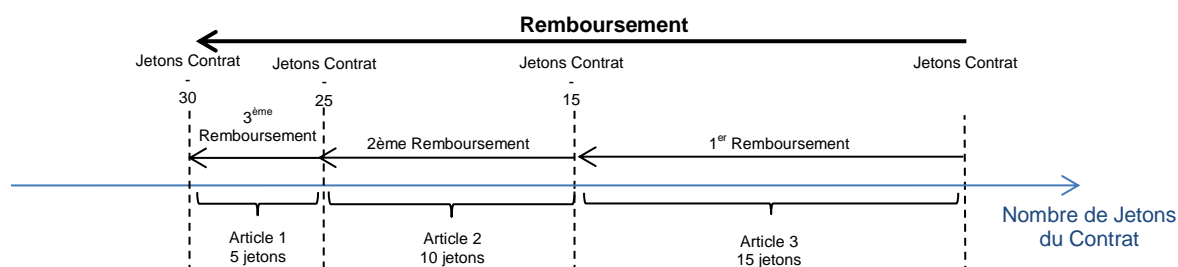 Remboursement
Jetons Contrat
-
30
Jetons Contrat
-
25
Jetons Contrat
-
15
Jetons Contrat
3ème
Remboursement
2ème Remboursement
1er Remboursement
Nombre de Jetons
du Contrat
Article 1
5 jetons
Article 2
10 jetons
Article 3
15 jetons